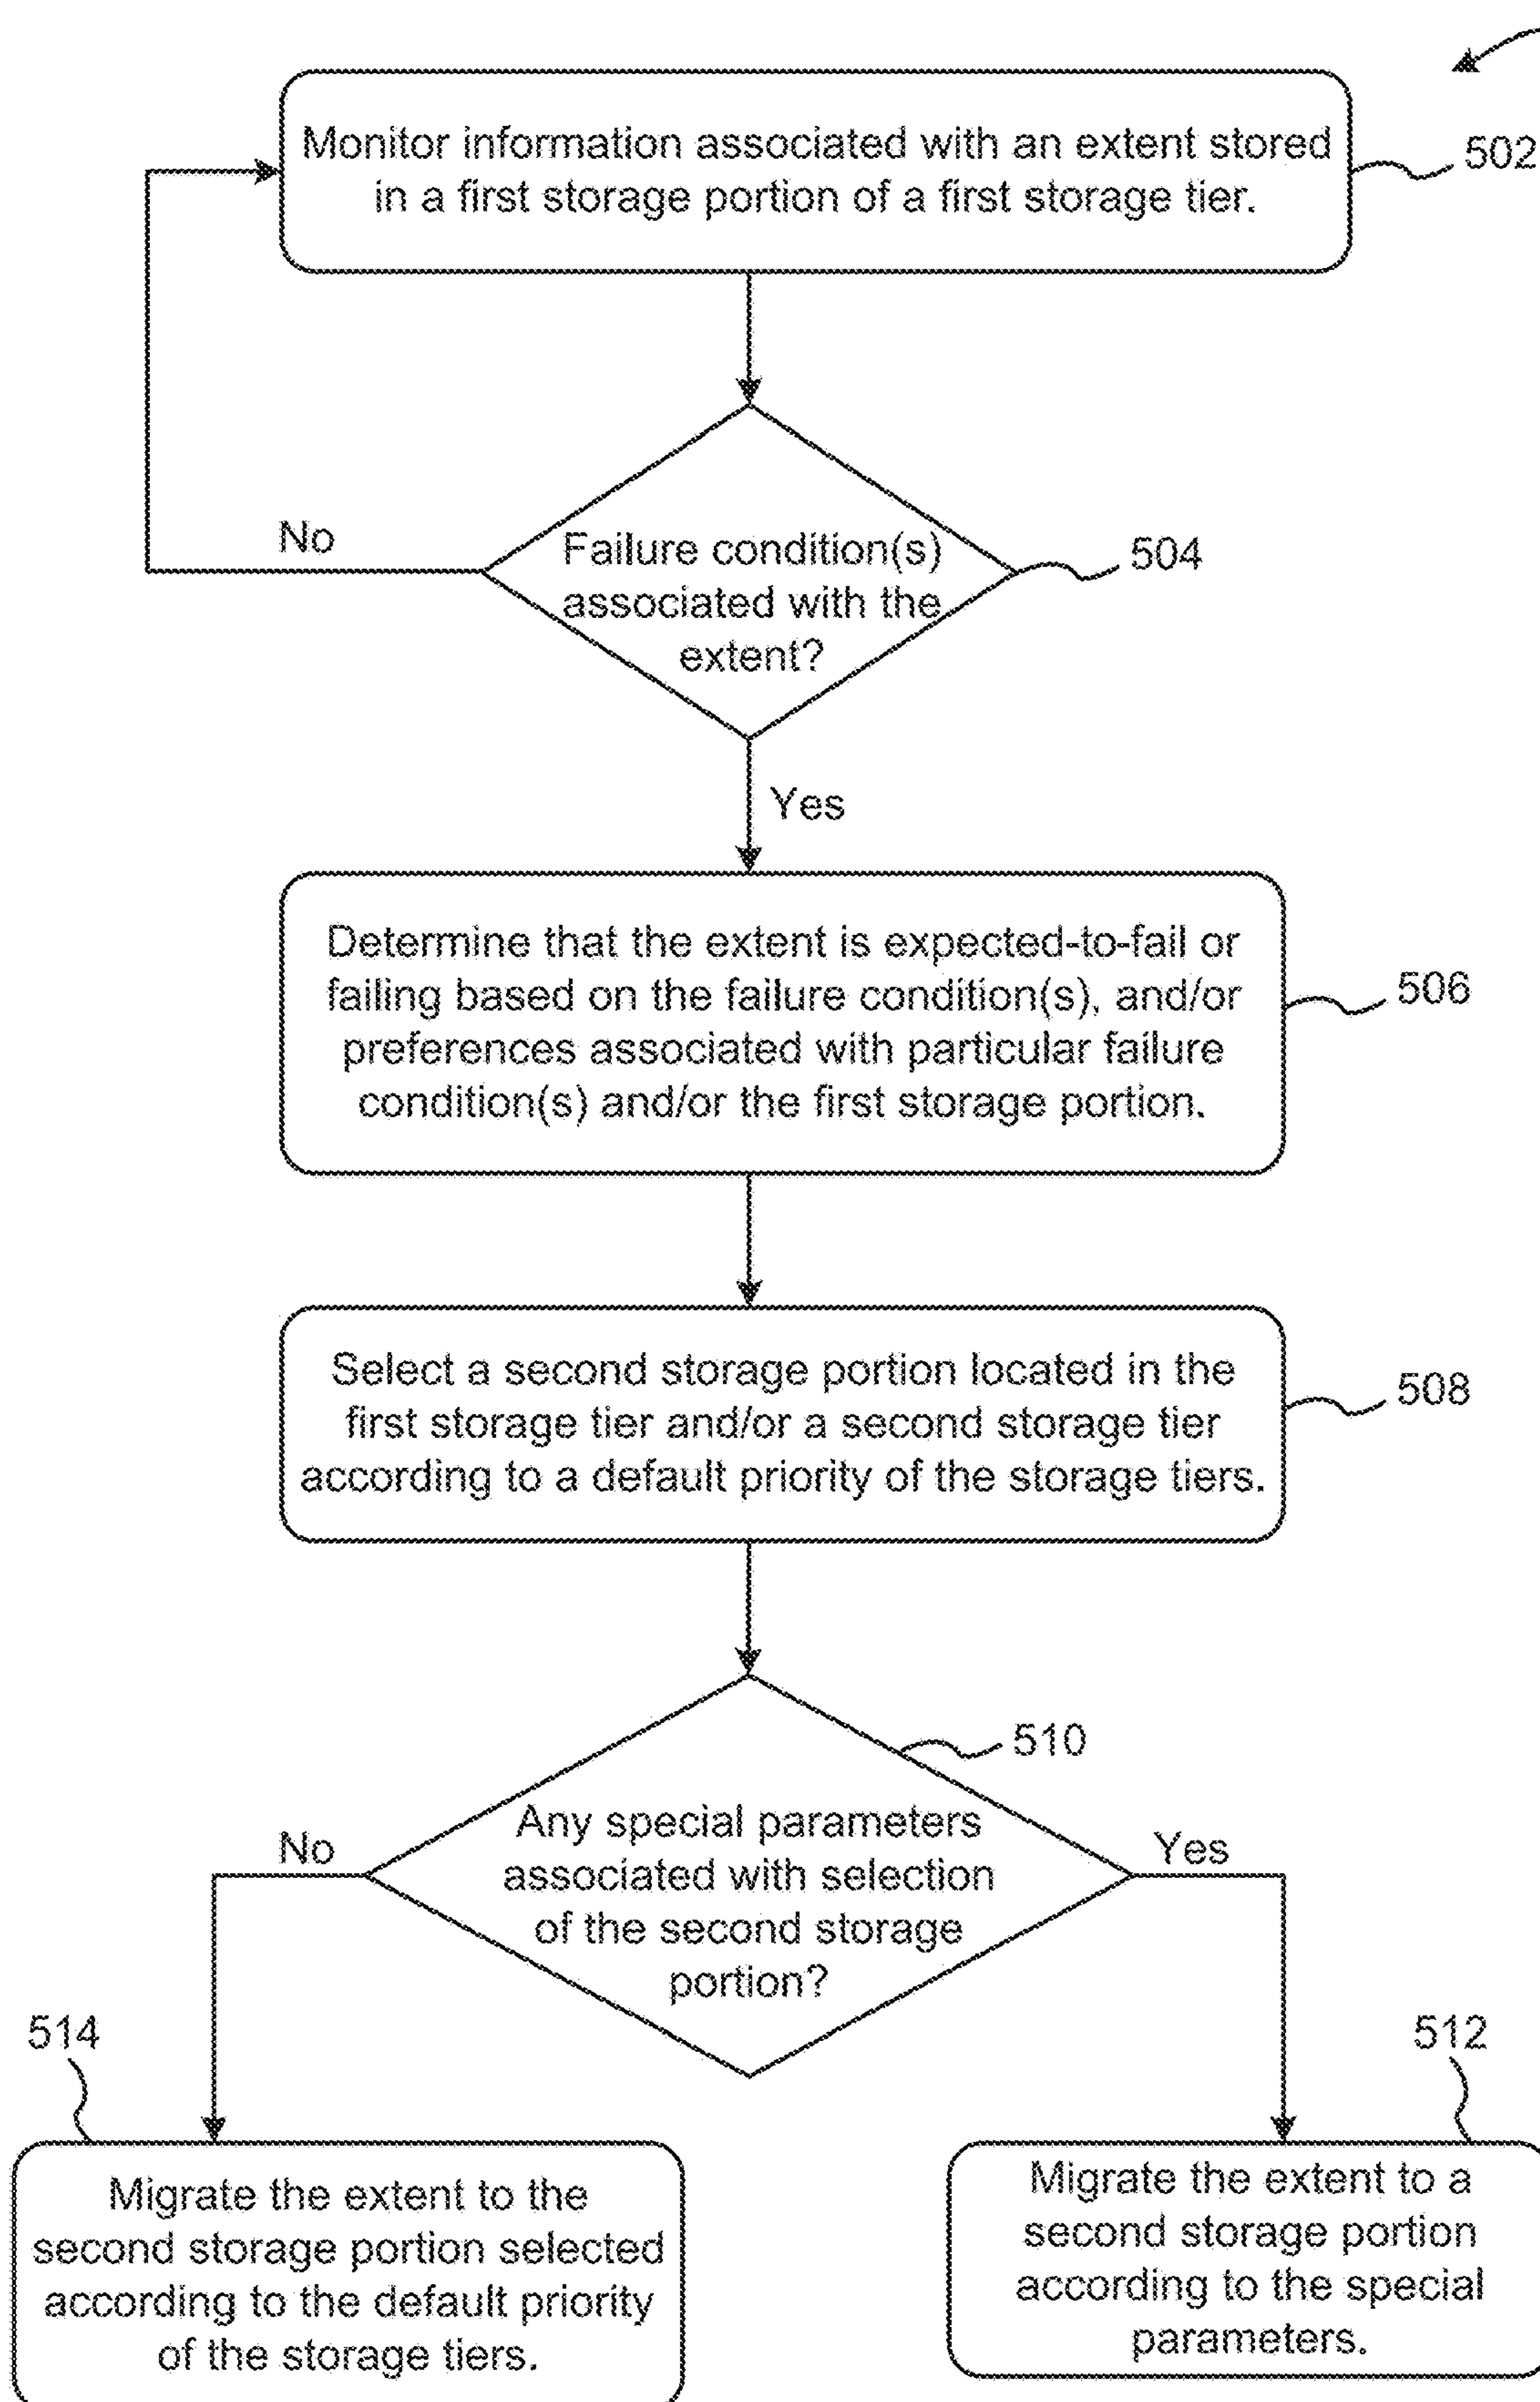 Monitor information associated with an extent stored
in a first storage portion of a first storage tier.
502
No
Failure condition(s)
associated with the
extent?
504
Yes
Determine that the extent is expected-to-fail or
failing based on the failure condition(s), and/or
preferences associated with particular failure
condition(s) and/or the first storage portion.
506
Select a second storage portion located in the
first storage tier and/or a second storage tier
according to a default priority of the storage tiers.
508
510
Any special parameters
associated with selection
of the second storage
portion?
No
Yes
514
512
Migrate the extent to the
second storage portion selected
according to the default priority
of the storage tiers.
Migrate the extent to a
second storage portion
according to the special
parameters.